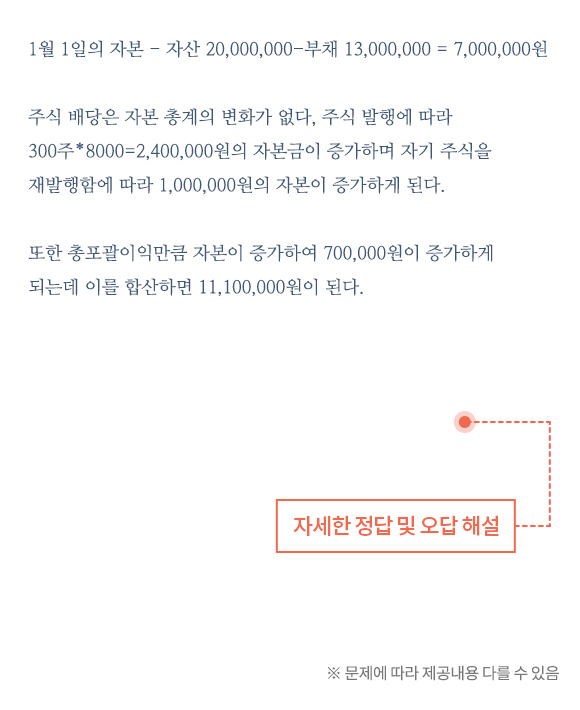 1월 1일의 자본 - 자산 20,000,000-부채 13,000,000 = 7,000,000원
주식 배당은 자본 총계의 변화가 없다, 주식 발행에 따라
300주*8000=2,400,000원의 자본금이 증가하며 자기 주식을
재발행함에 따라 1,000,000원의 자본이 증가하게 된다.
또한 총포괄이익만큼 자본이 증가하여 700,000원이 증가하게
되는데 이를 합산하면 11,100,000원이 된다.
자세한 정답 및 오답 해설
※ 문제에 따라 제공내용 다를 수 있음